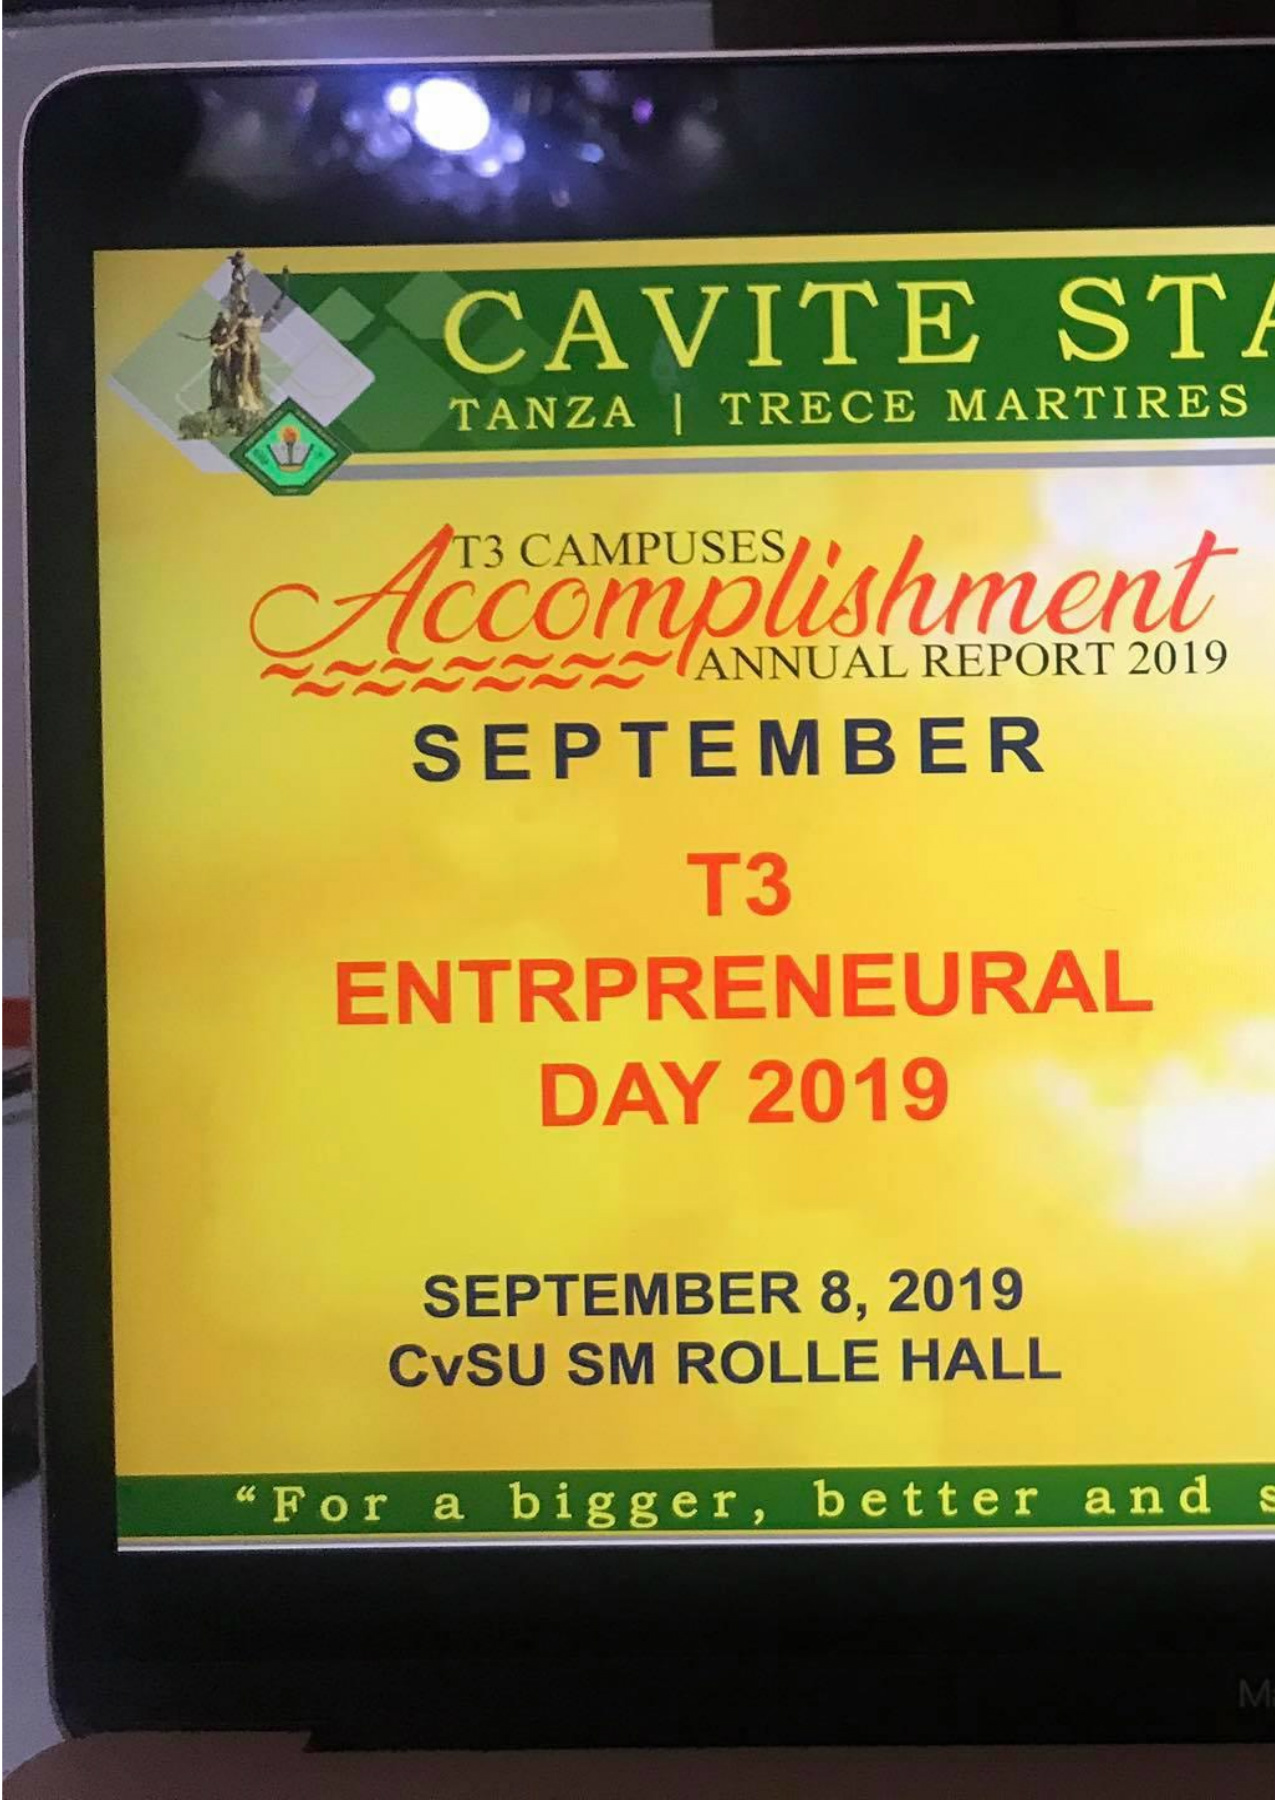 CAVITE STA
TANZA | TRECE MARTIRES
T3 CAMPUSES
Accomplishment
ANNUAL REPORT 2019
SEPTEMBER
T3
ENTRPRENEURAL
DAY 2019
SEPTEMBER 8, 2019
CvSU SM ROLLE HALL
“For a bigger, better and s
Ma